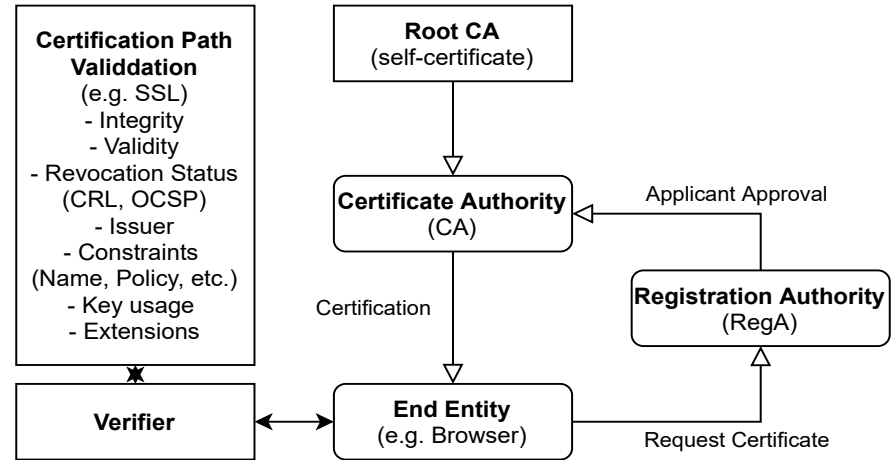 Certification Path
Validdation
(e.g. SSL)
- Integrity
- Validity
- Revocation Status
(CRL, OCSP)
- Issuer
- Constraints
(Name, Policy, etc.)
- Key usage
- Extensions
Verifier
Root CA
(self-certificate)
Certificate Authority
(CA)
Certification
End Entity
(e.g. Browser)
Applicant Approval
Registration Authority
(RegA)
Request Certificate